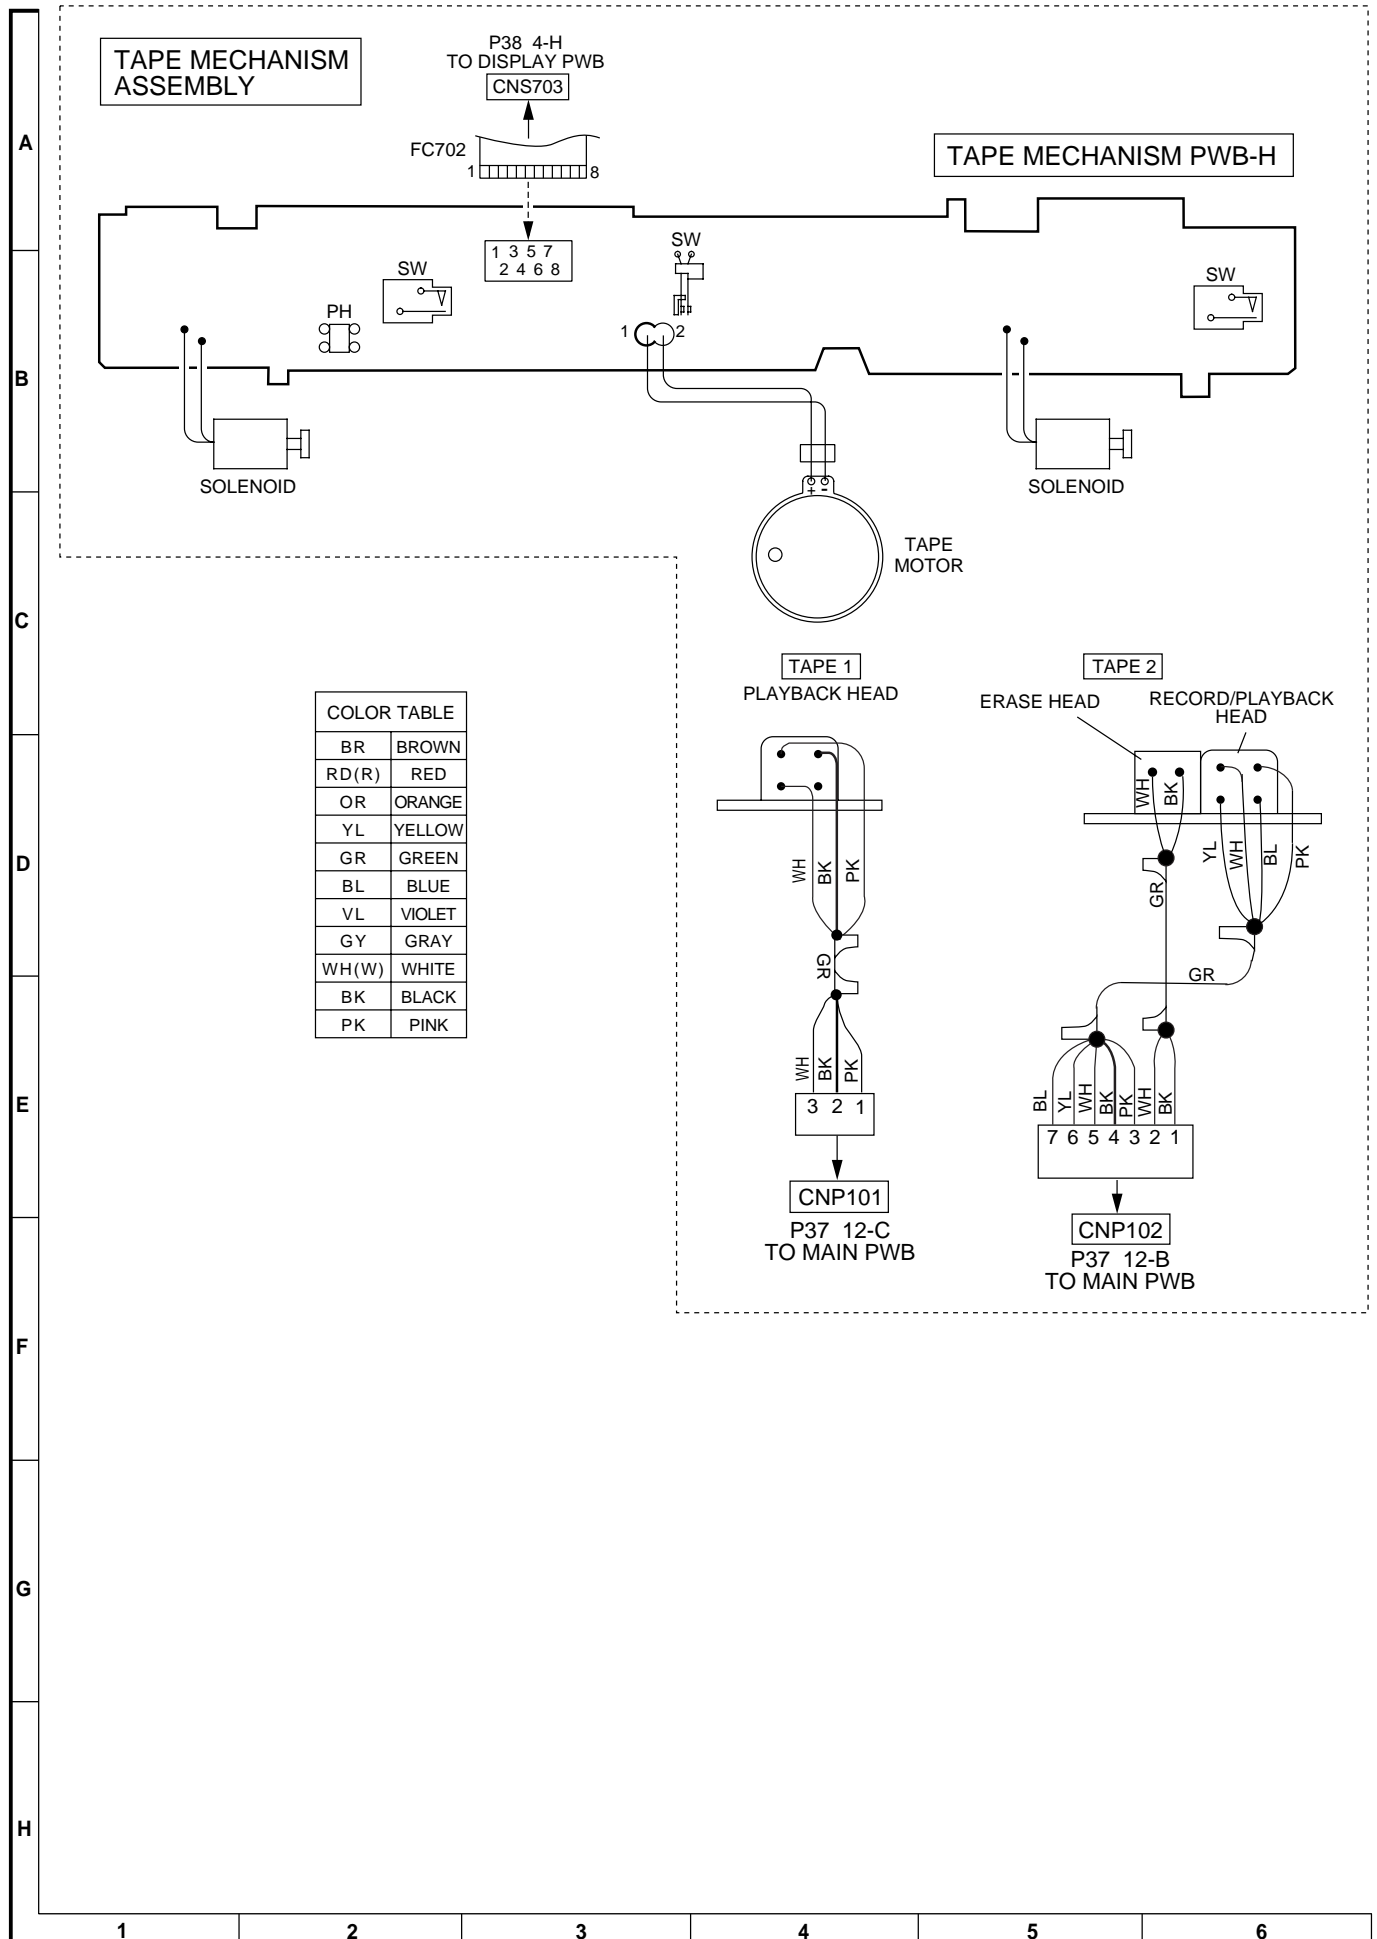 TAPE MECHANISM
ASSEMBLY
P38 4-H
TO DISPLAY PWB
CNS703
FC702
1
8
TAPE MECHANISM PWB-H
A
1 3 5 7
2 4 6 8
SW
SW
SW
PH
1
2
B
SOLENOID
SOLENOID
+ -
TAPE
MOTOR
C
TAPE 1
PLAYBACK HEAD
TAPE 2
ERASE HEAD
RECORD/PLAYBACK
HEAD
COLOR TABLE
BR BROWN
RD(R) RED
OR ORANGE
YL YELLOW
GR GREEN
BL BLUE
VL VIOLET
GY GRAY
WH(W) WHITE
BK BLACK
PK PINK
D
WH
BK
PK
GR
WH
BK
PK
3 2 1
CNP101
P37 12-C
TO MAIN PWB
WH
BK
GR
YL
WH
BL
PK
GR
E
BL
YL
WH
BK
PK
WH
BK
7 6 5 4 3 2 1
CNP102
P37 12-B
TO MAIN PWB
F
G
H
1 2 3 4 5 6